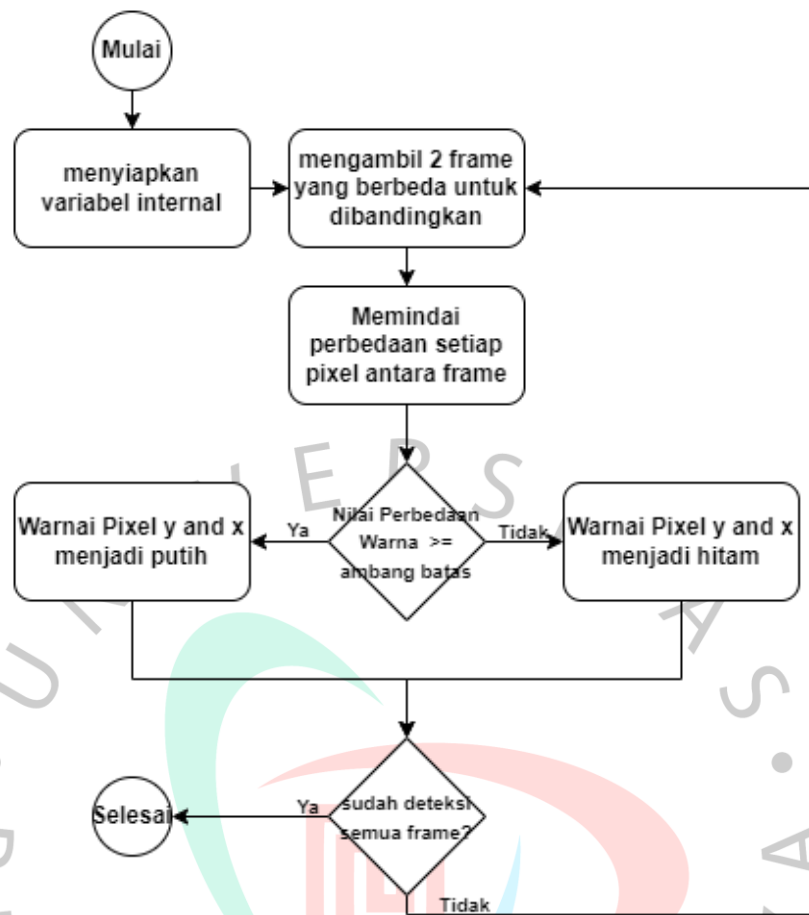 Mulai
menyiapkan
variabel internal
mengambil 2 frame
yang berbeda untuk
dibandingkan
Memindai
perbedaan setiap
pixel antara frame
Nilai Perbedaan
Warna >=
ambang batas
Ya
Tidak
Warnai Pixel y and x
menjadi putih
Warnai Pixel y and x
menjadi hitam
sudah deteksi
semua frame?
Ya
Selesai
Tidak